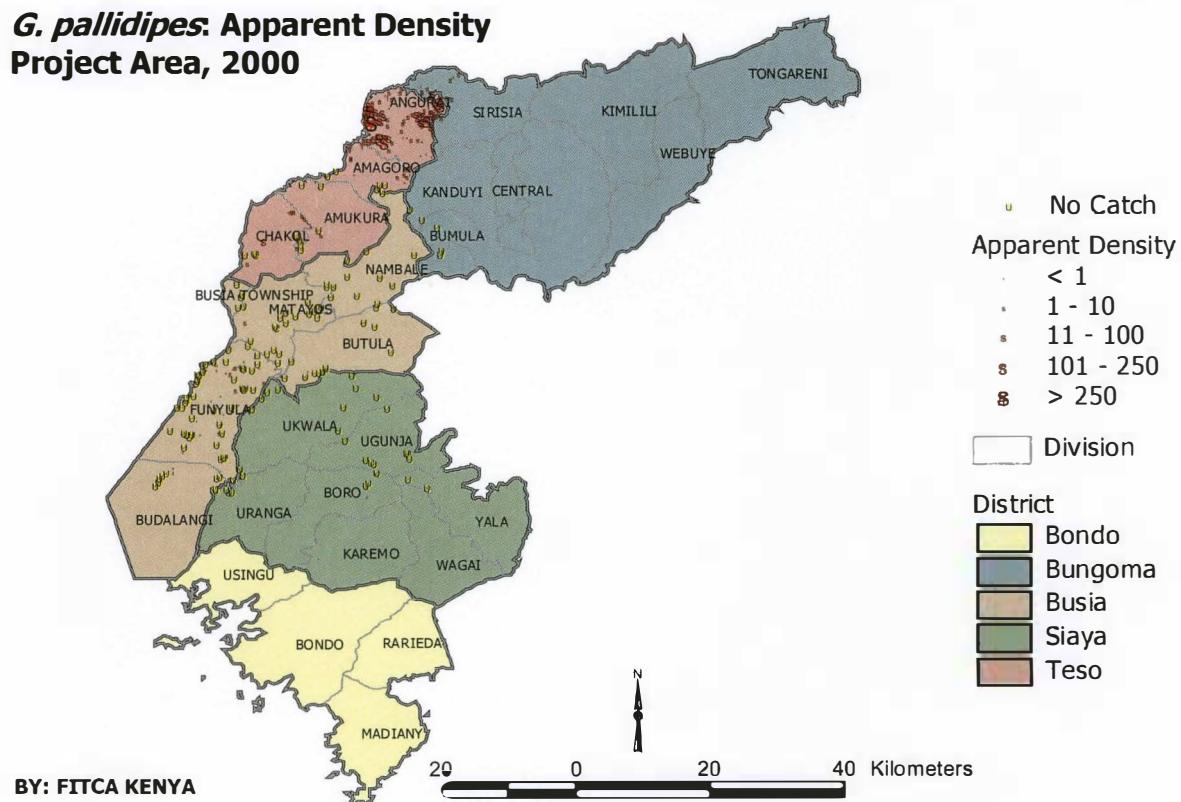 G. pallidipes: Apparent Density
Project Area, 2000
TONGARENI
ANGURAI
SIRISIA
KIMILILI
WEBUYE
AMAGORO
KANDUYI
CENTRAL
AMUKURA
CHAKOL
BUMULA
NAMBALE
BUSIA TOWNSHIP
MATAYOS
BUTULA
FUNYULA
UKWALA
UGUNJA
BORO
BUDALANGI
URANGA
YALA
KAREMO
WAGAI
USINGU
BONDO
RARIEDA
MADIANY
No Catch
Apparent Density
< 1
1 - 10
11 - 100
101 - 250
> 250
Division
District
Bondo
Bungoma
Busia
Siaya
Teso
N
20 0 20 40 Kilometers
BY: FITCA KENYA